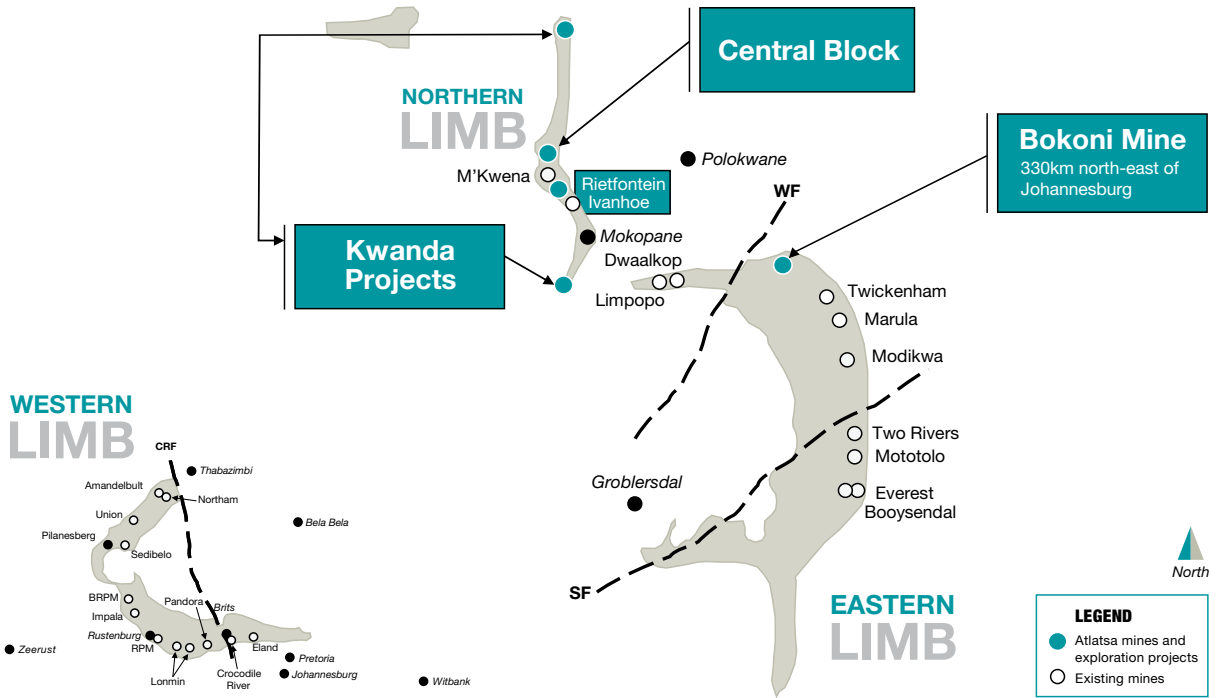 Central Block
NORTHERN
LIMB
Bokoni Mine
330km north-east of
Johannesburg
Polokwane
M'Kwena
Rietfontein
Ivanhoe
WF
Kwanda
Projects
Mokopane
Dwaalkop
Limpopo
Twickenham
Marula
Modikwa
WESTERN
LIMB
CRF
Thabazimbi
Amandelbult
Northam
Union
Bela Bela
Pilanesberg
Sedibelo
Two Rivers
Mototolo
Groblersdal
Everest
Booysendal
BRPM
Pandora
Brits
Impala
Rustenburg
RPM
Eland
Zeerust
Lonmin
Crocodile
River
Pretoria
Johannesburg
Witbank
SF
EASTERN
LIMB
North
LEGEND
Atlatsa mines and
exploration projects
Existing mines